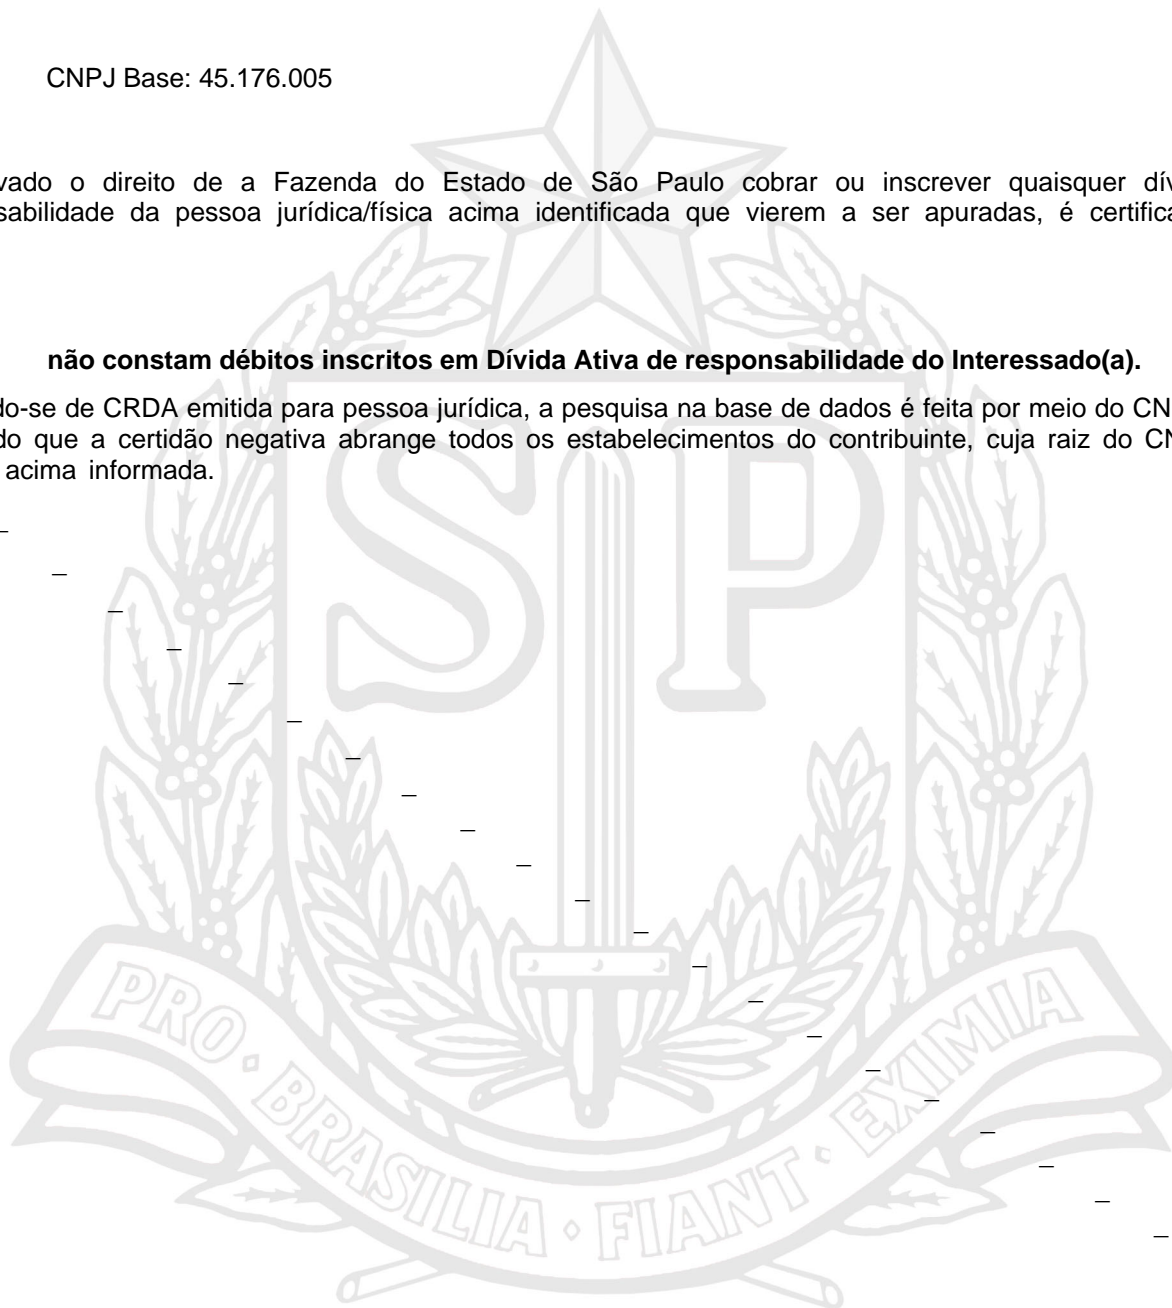 CNPJ Base: 45.176.005
vado o direito de a Fazenda do Estado de São Paulo cobrar ou inscrever quaisquer dív
sabilidade da pessoa jurídica/física acima identificada que vierem a ser apuradas, é certifica
não constam débitos inscritos em Dívida Ativa de responsabilidade do Interessado(a).
do-se de CRDA emitida para pessoa jurídica, a pesquisa na base de dados é feita por meio do CN
do que a certidão negativa abrange todos os estabelecimentos do contribuinte, cuja raiz do CN
acima informada.
SP
PRO • BRASILIA • FIANT • EXIMIA